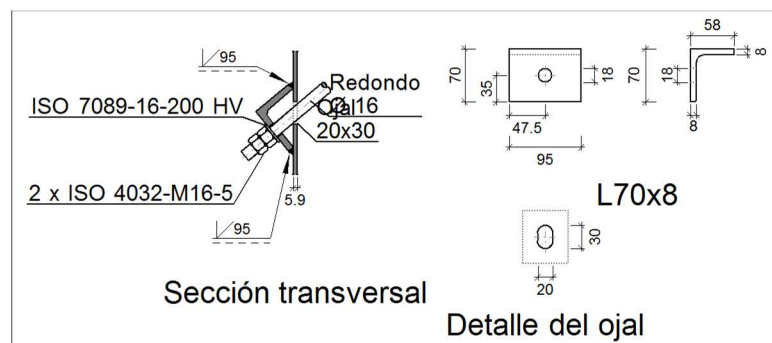 95
ISO 7089-16-200 HV
Redondo
Ø 16
Ojal
20x30
2 x ISO 4032-M16-5
5.9
95
Sección transversal
70
35
18
47.5
95
58
8
70
18
8
L70x8
30
20
Detalle del ojal